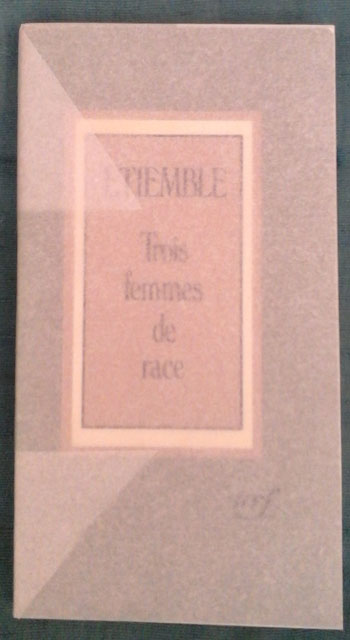 ETIEMBLE
Trois
femmes
de
race
nrf